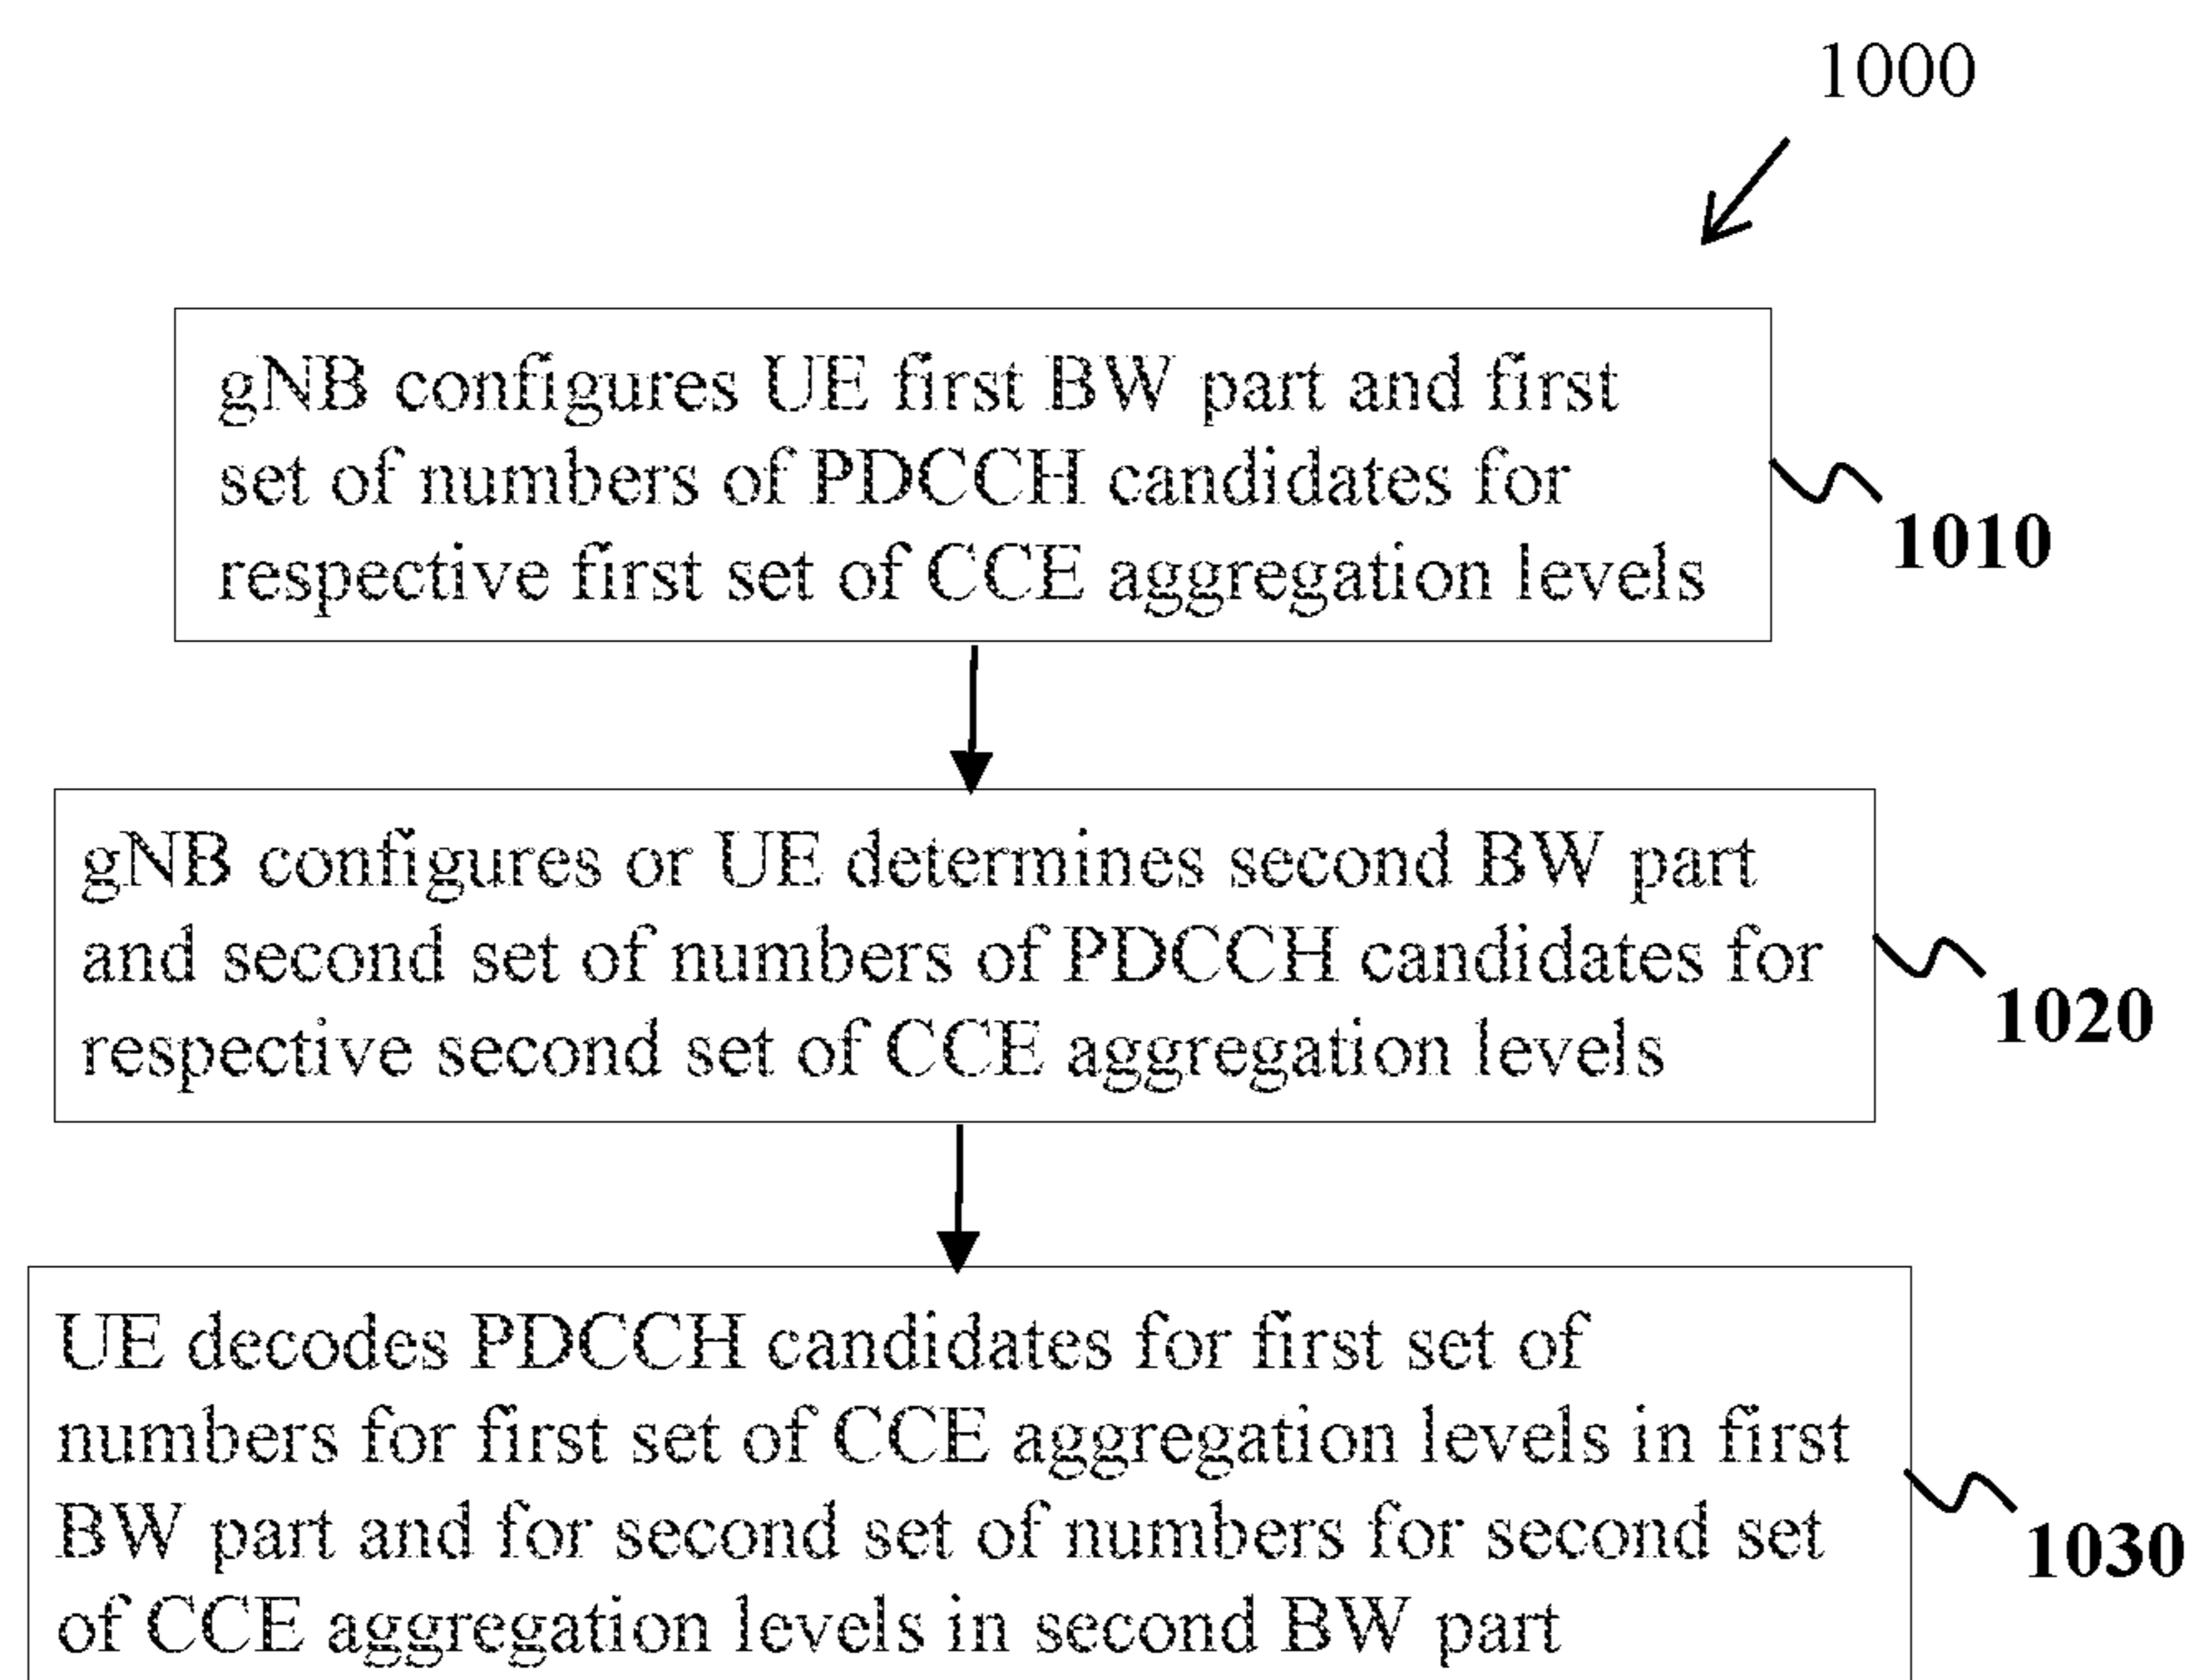 1000
gNB configures UE first BW part and first
set of numbers of PDCCH candidates for
respective first set of CCE aggregation levels
1010
gNB configures or UE determines second BW part
and second set of numbers of PDCCH candidates for
respective second set of CCE aggregation levels
1020
UE decodes PDCCH candidates for first set of
numbers for first set of CCE aggregation levels in first
BW part and for second set of numbers for second set
of CCE aggregation levels in second BW part
1030